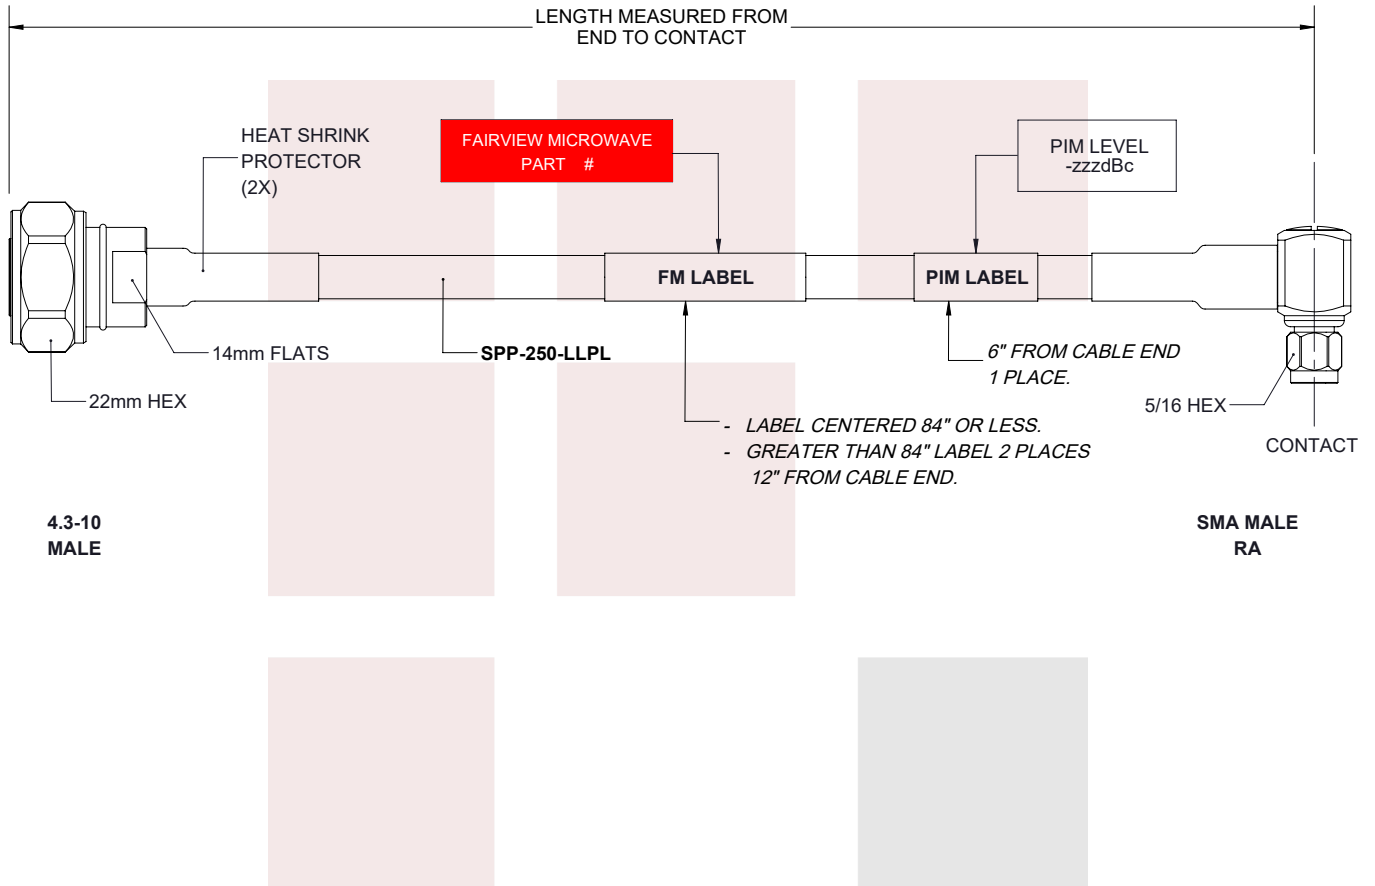 LENGTH MEASURED FROM
END TO CONTACT
HEAT SHRINK
PROTECTOR
(2X)
FAIRVIEW MICROWAVE
PART #
PIM LEVEL
-zzzdBc
FM LABEL
PIM LABEL
14mm FLATS
SPP-250-LLPL
6" FROM CABLE END
1 PLACE.
22mm HEX
5/16 HEX
- LABEL CENTERED 84" OR LESS.
- GREATER THAN 84" LABEL 2 PLACES
12" FROM CABLE END.
CONTACT
4.3-10
MALE
SMA MALE
RA